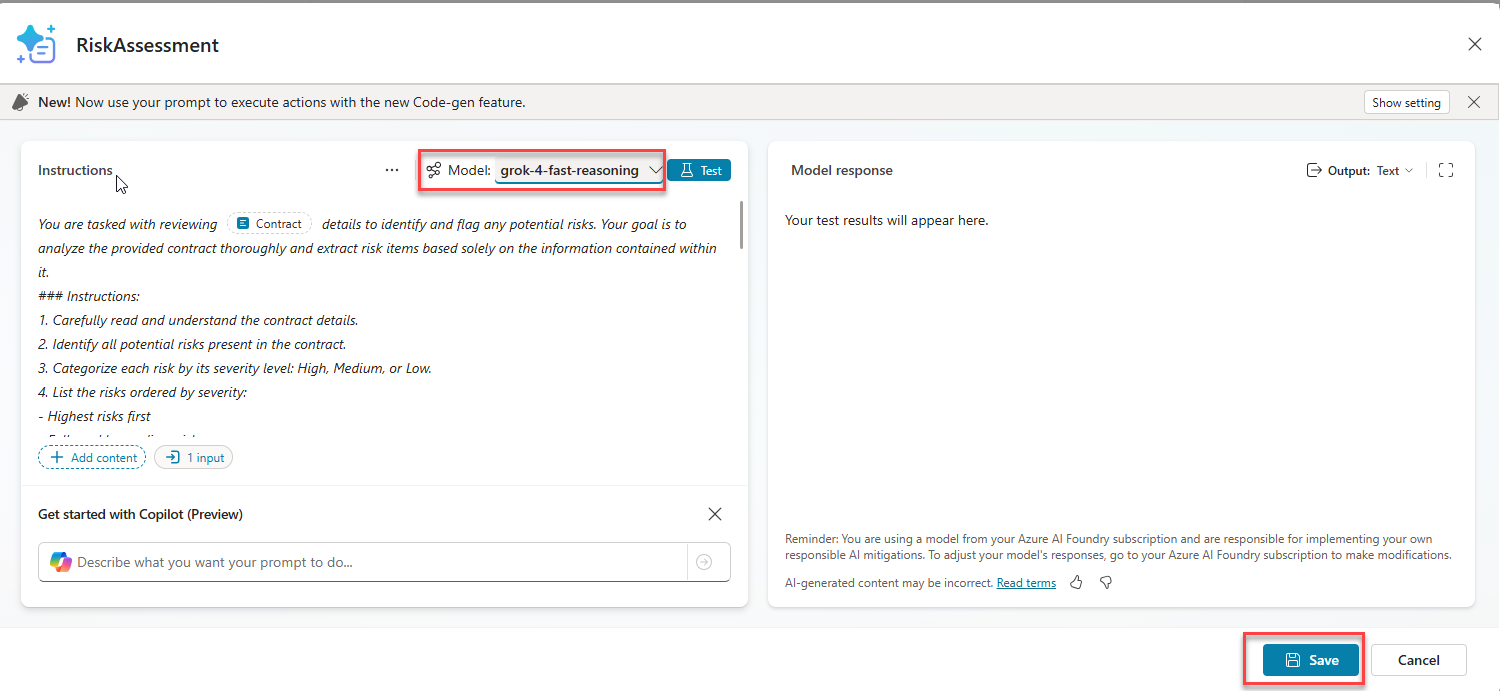 RiskAssessment
New! Now use your prompt to execute actions with the new Code-gen feature.
Show setting
Instructions
Model: grok-4-fast-reasoning
Test
You are tasked with reviewing Contract details to identify and flag any potential risks. Your goal is to
analyze the provided contract thoroughly and extract risk items based solely on the information contained within
it.
### Instructions:
1. Carefully read and understand the contract details.
2. Identify all potential risks present in the contract.
3. Categorize each risk by its severity level: High, Medium, or Low.
4. List the risks ordered by severity:
- Highest risks first
Add content
1 input
Get started with Copilot (Preview)
Describe what you want your prompt to do...
Model response
Output: Text
Your test results will appear here.
Reminder: You are using a model from your Azure AI Foundry subscription and are responsible for implementing your own
responsible AI mitigations. To adjust your model's responses, go to your Azure AI Foundry subscription to make modifications.
AI-generated content may be incorrect. Read terms
Save
Cancel